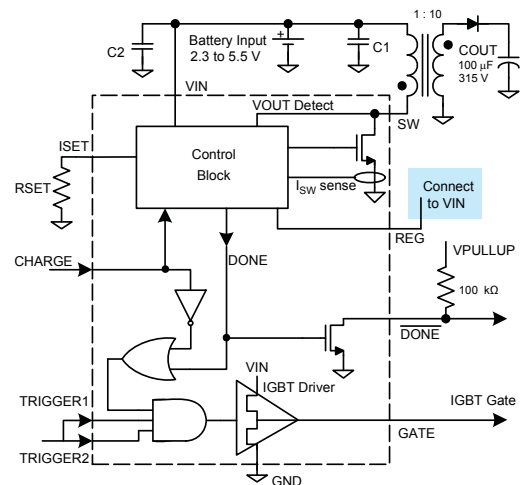 1 : 10
C2
Battery Input
2.3 to 5.5 V
+
C1
COUT
100 µF
315 V
VIN
VOUT Detect
SW
ISET
RSET
Control
Block
ISW sense
Connect
to VIN
REG
VPULLUP
CHARGE
DONE
100 kΩ
DONE
VIN
IGBT Driver
TRIGGER1
IGBT Gate
GATE
TRIGGER2
GND